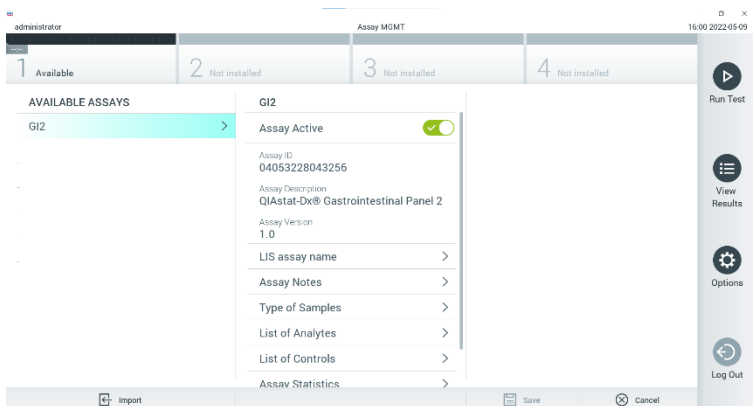 administrator
Assay MGMT
16:00 2022-05-09
1 Available
2 Not installed
3 Not installed
4 Not installed
AVAILABLE ASSAYS
GI2
GI2
Assay Active
Assay ID
04053228043256
Assay Description
QIAstat-Dx® Gastrointestinal Panel 2
Assay Version
1.0
LIS assay name
Assay Notes
Type of Samples
List of Analytes
List of Controls
Assay Statistics
Run Test
View
Results
Options
Log Out
Import
Save
Cancel